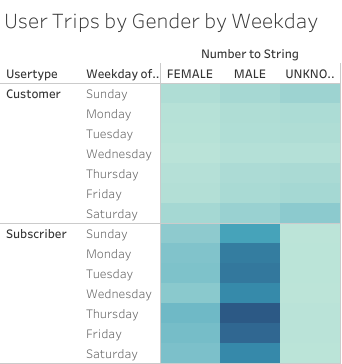 User Trips by Gender by Weekday
Number to String
Usertype Weekday of.. FEMALE MALE UNKNO..
Customer Sunday
Monday
Tuesday
Wednesday
Thursday
Friday
Saturday
Subscriber Sunday
Monday
Tuesday
Wednesday
Thursday
Friday
Saturday